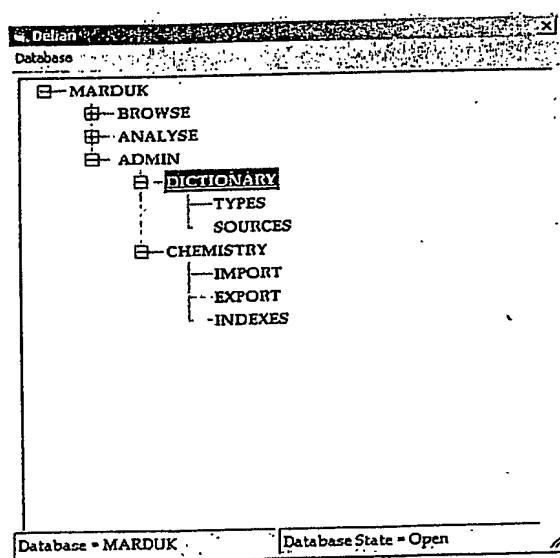 Delian
Database
MARDUK
BROWSE
ANALYSE
ADMIN
DICTIONARY
TYPES
SOURCES
CHEMISTRY
IMPORT
EXPORT
INDEXES
Database = MARDUK Database State = Open